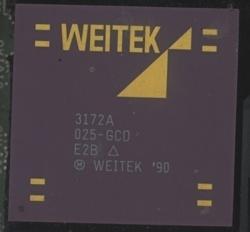 WEITEK
3172A
025-GCD
E2B △
Ⓜ WEITEK '90